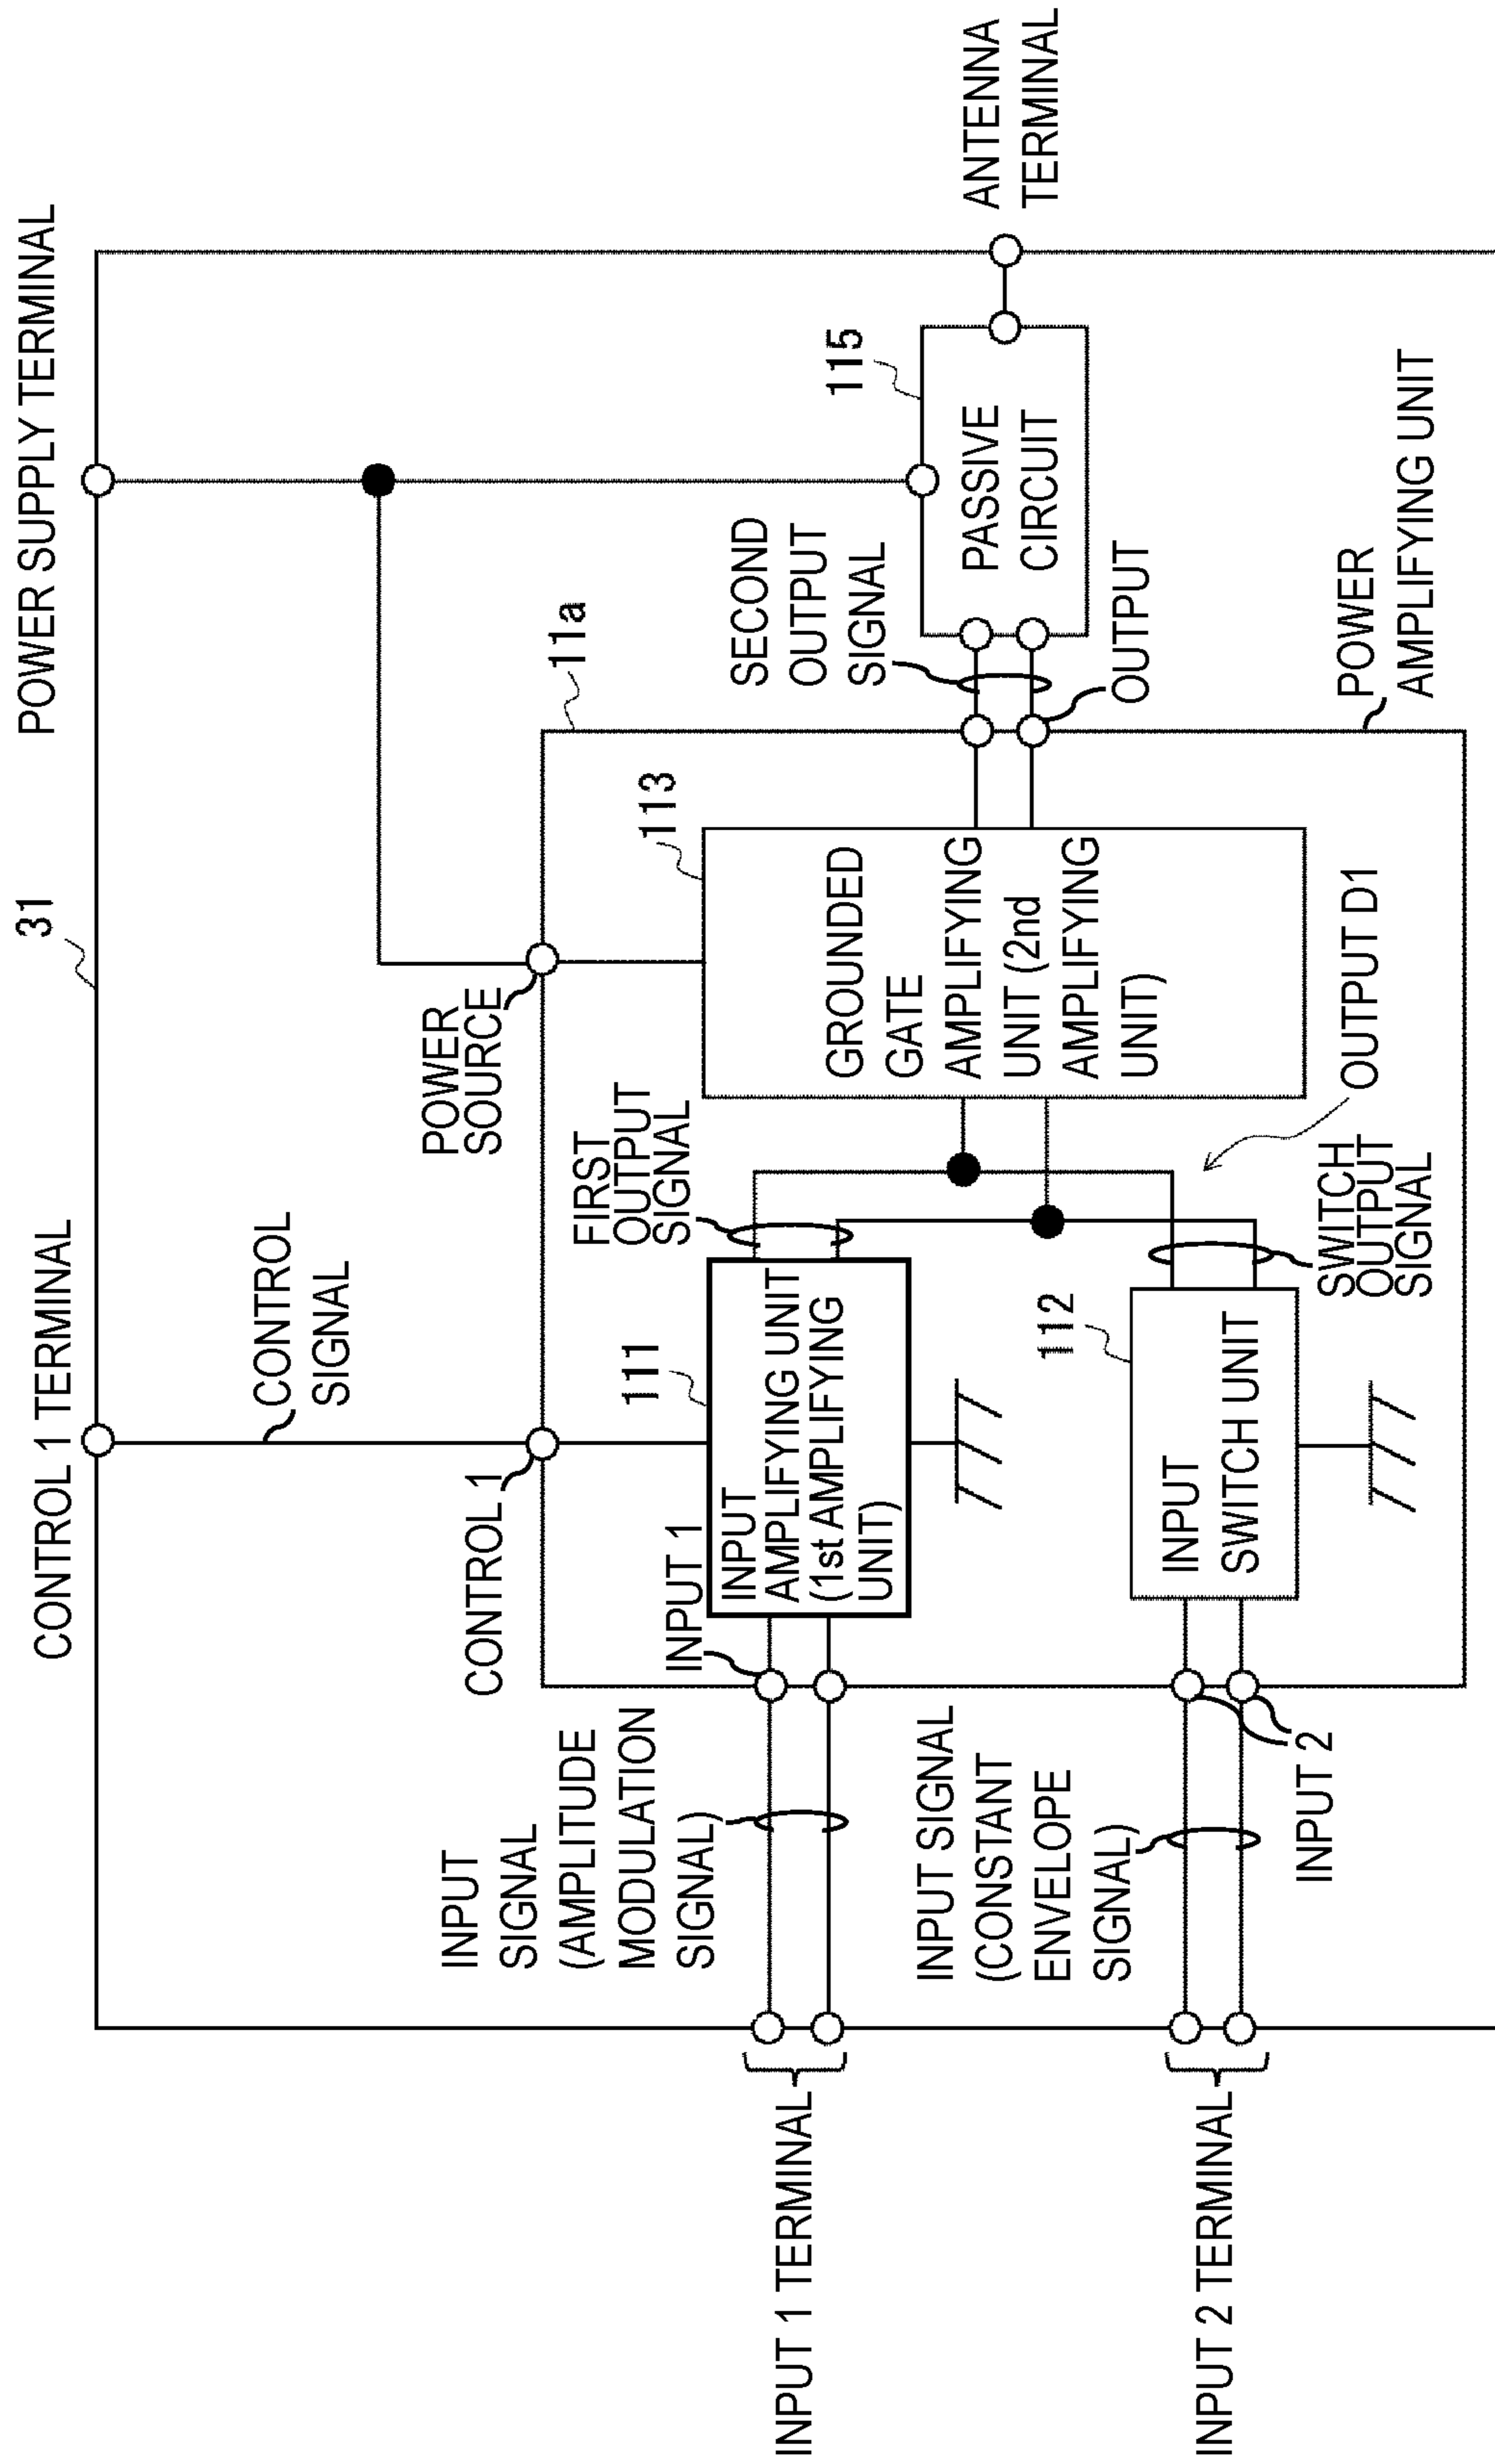 CONTROL 1 TERMINAL
31
POWER SUPPLY TERMINAL
CONTROL
SIGNAL
POWER
SOURCE
CONTROL 1
11a
INPUT
SIGNAL
(AMPLITUDE
MODULATION
SIGNAL)
INPUT 1
111
FIRST
OUTPUT
SIGNAL
113
INPUT
AMPLIFYING UNIT
(1st AMPLIFYING
UNIT)
INPUT 1 TERMINAL
GROUNDED
GATE
AMPLIFYING
UNIT (2nd
AMPLIFYING
UNIT)
SECOND
OUTPUT
SIGNAL
115
PASSIVE
CIRCUIT
ANTENNA
TERMINAL
OUTPUT
INPUT SIGNAL
(CONSTANT
ENVELOPE
SIGNAL)
112
INPUT
SWITCH UNIT
INPUT 2 TERMINAL
INPUT 2
SWITCH
OUTPUT
SIGNAL
OUTPUT D1
POWER
AMPLIFYING UNIT